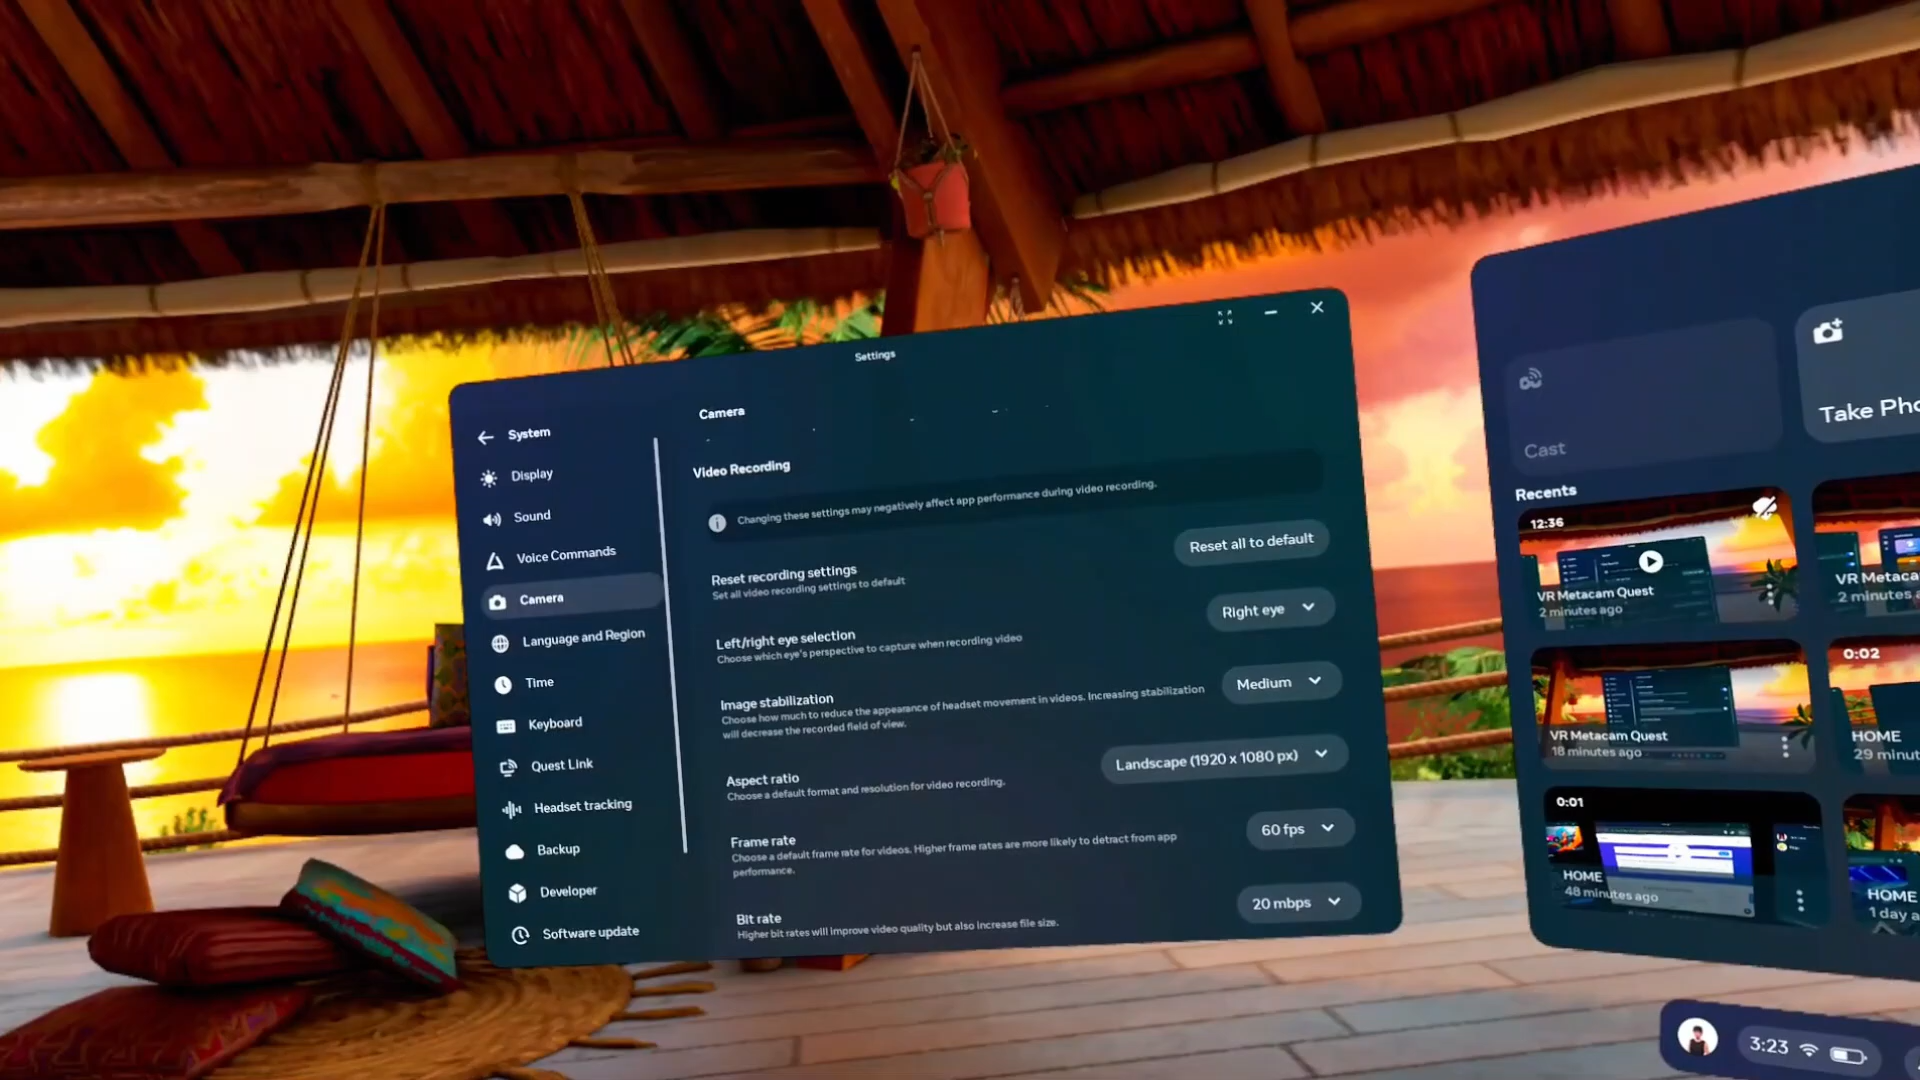 Settings
System
Display
Sound
Voice Commands
Camera
Language and Region
Time
Keyboard
Quest Link
Headset tracking
Backup
Developer
Software update
Camera
Video Recording
Changing these settings may negatively affect app performance during video recording.
Reset recording settings
Set all video recording settings to default
Reset all to default
Left/right eye selection
Choose which eye's perspective to capture when recording video
Right eye
Image stabilization
Choose how much to reduce the appearance of headset movement in videos. Increasing stabilization
will decrease the recorded field of view.
Medium
Aspect ratio
Choose a default format and resolution for video recording.
Landscape (1920 x 1080 px)
Frame rate
Choose a default frame rate for videos. Higher frame rates are more likely to detract from app
performance.
60 fps
Bit rate
Higher bit rates will improve video quality but also increase file size.
20 mbps
Cast
Take Pho
Recents
12:36
VR Metacam Quest
2 minutes ago
VR Metaca
2 minutes a
VR Metacam Quest
18 minutes ago
0:02
HOME
29 minut
0:01
HOME
48 minutes ago
HOME
1 day a
3:23